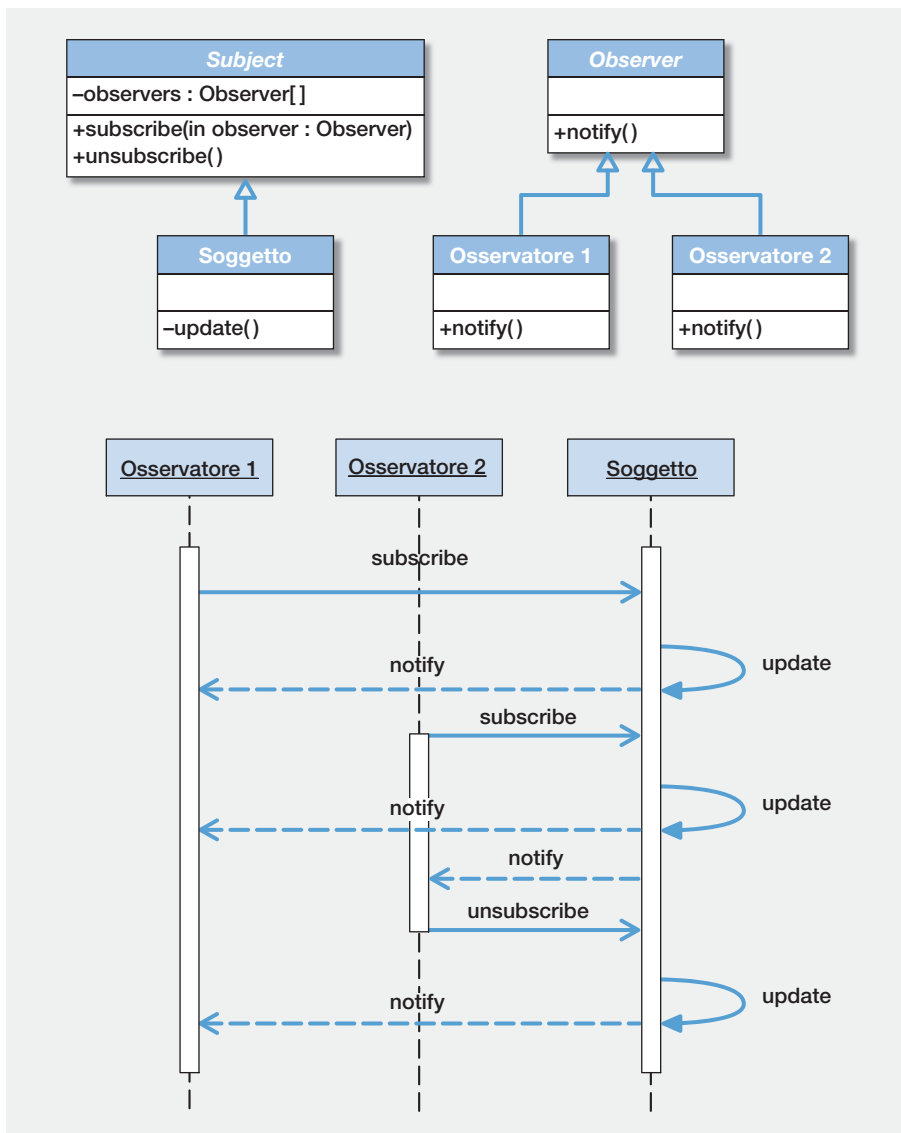 Subject
–observers : Observer[ ]
+subscribe(in observer : Observer)
+unsubscribe( )
Observer
+notify( )
Soggetto
–update( )
Osservatore 1
+notify( )
Osservatore 2
+notify( )
Osservatore 1
Osservatore 2
Soggetto
subscribe
update
notify
subscribe
update
notify
notify
unsubscribe
update
notify